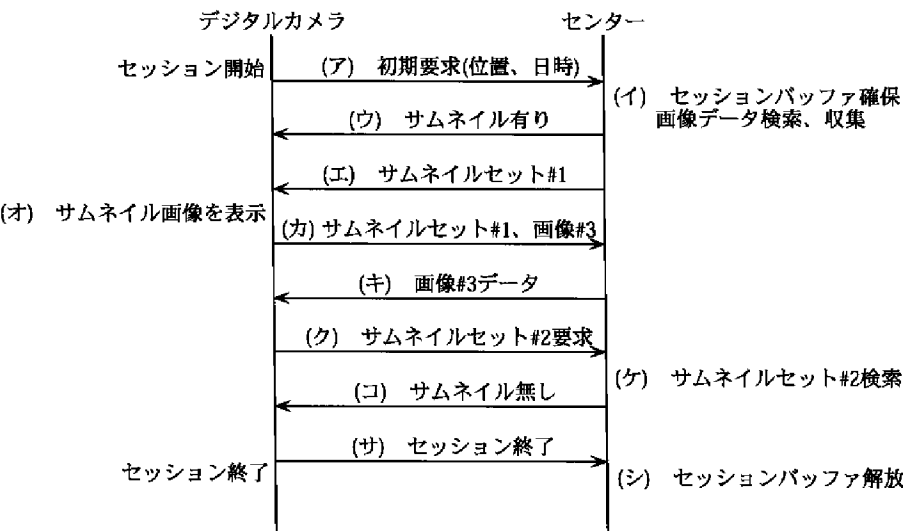 デジタルカメラ
センター
セッション開始
(ア) 初期要求(位置、日時)
(イ) セッションバッファ確保
画像データ検索、収集
(ウ) サムネイル有り
(エ) サムネイルセット#1
(オ) サムネイル画像を表示
(カ) サムネイルセット#1、画像#3
(キ) 画像#3データ
(ク) サムネイルセット#2要求
(ケ) サムネイルセット#2検索
(コ) サムネイル無し
(サ) セッション終了
セッション終了
(シ) セッションバッファ解放